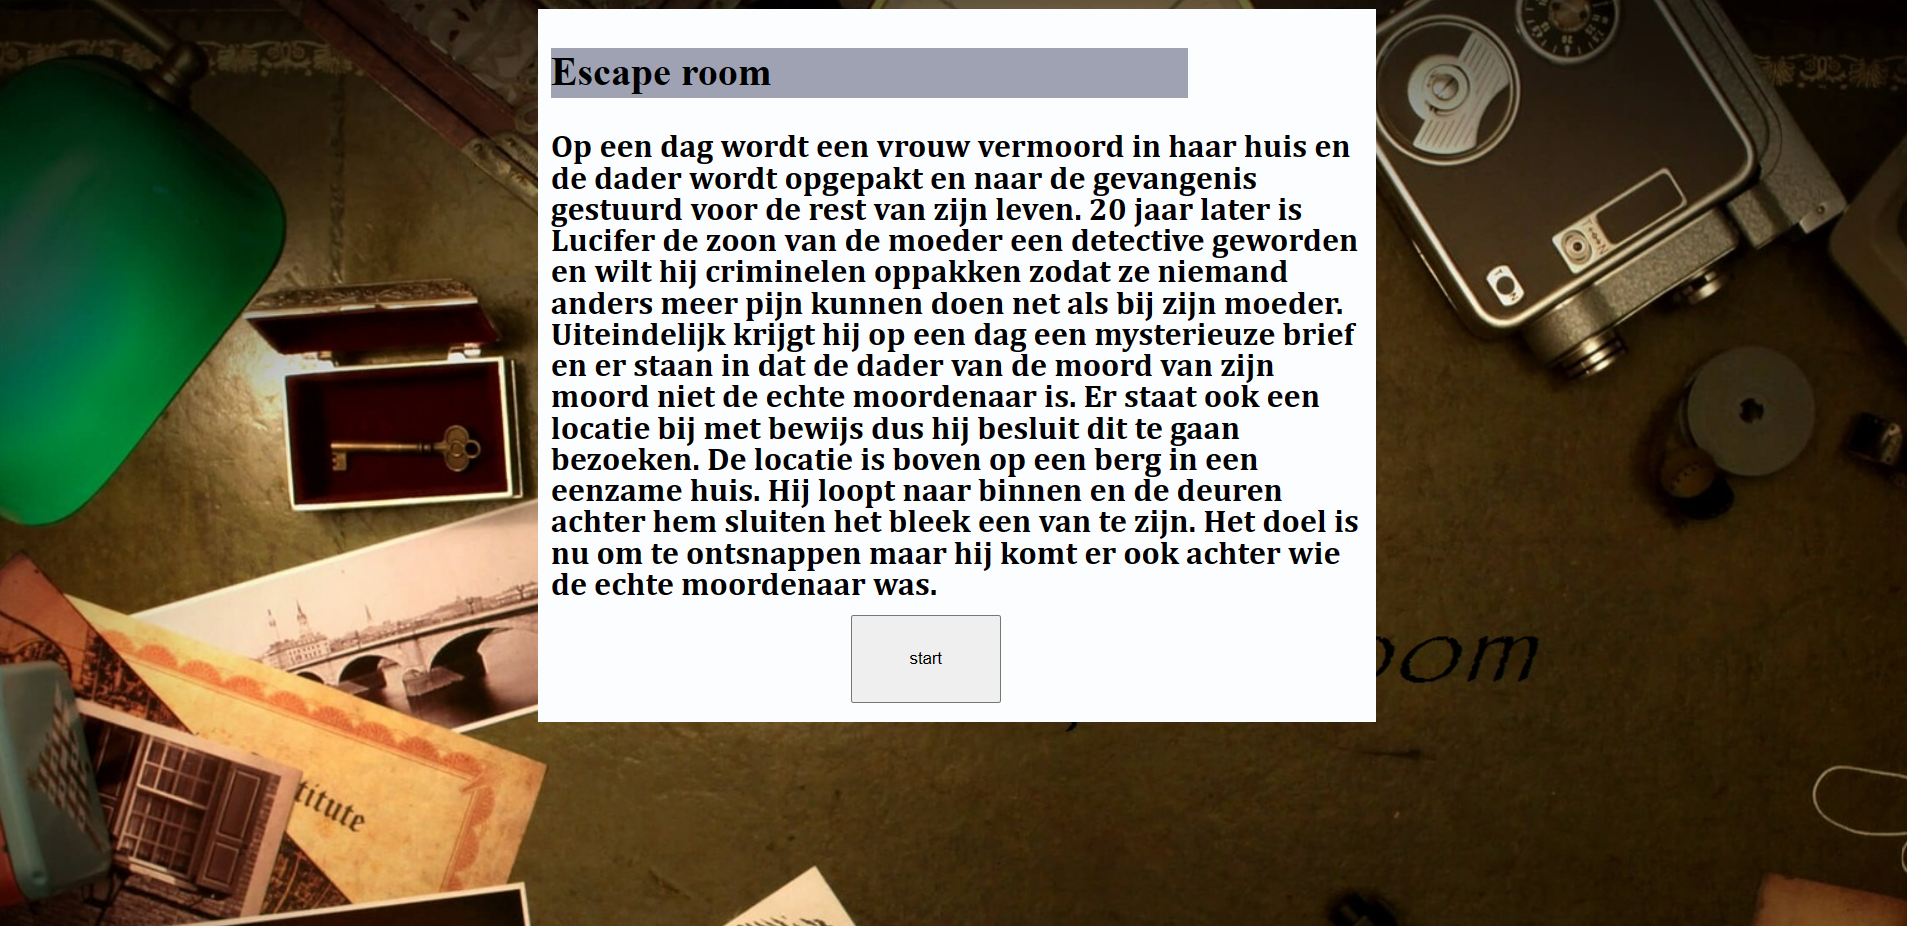 Escape room
Op een dag wordt een vrouw vermoord in haar huis en
de dader wordt opgepakt en naar de gevangenis
gestuurd voor de rest van zijn leven. 20 jaar later is
Lucifer de zoon van de moeder een detective geworden
en wilt hij criminelen oppakken zodat ze niemand
anders meer pijn kunnen doen net als bij zijn moeder.
Uiteindelijk krijgt hij op een dag een mysterieuze brief
en er staan in dat de dader van de moord van zijn
moord niet de echte moordenaar is. Er staat ook een
locatie bij met bewijs dus hij besluit dit te gaan
bezoeken. De locatie is boven op een berg in een
eenzame huis. Hij loopt naar binnen en de deuren
achter hem sluiten het bleek een van te zijn. Het doel is
nu om te ontsnappen maar hij komt er ook achter wie
de echte moordenaar was.
start
oom
titute